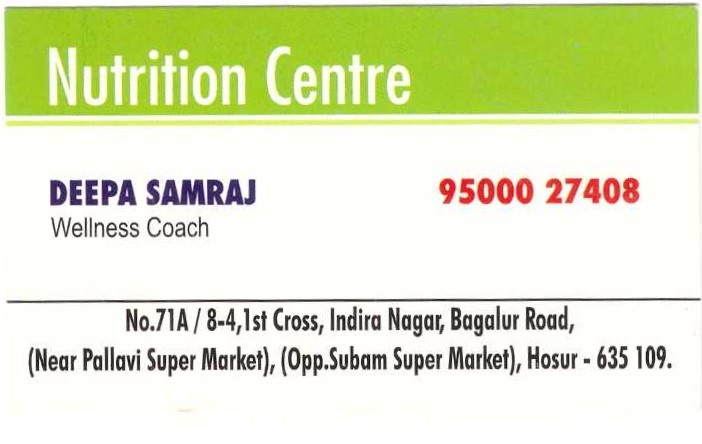 Nutrition Centre
DEEPA SAMRAJ
95000 27408
Wellness Coach
No.71A / 8-4,1st Cross, Indira Nagar, Bagalur Road,
(Near Pallavi Super Market), (Opp.Subam Super Market), Hosur - 635 109.